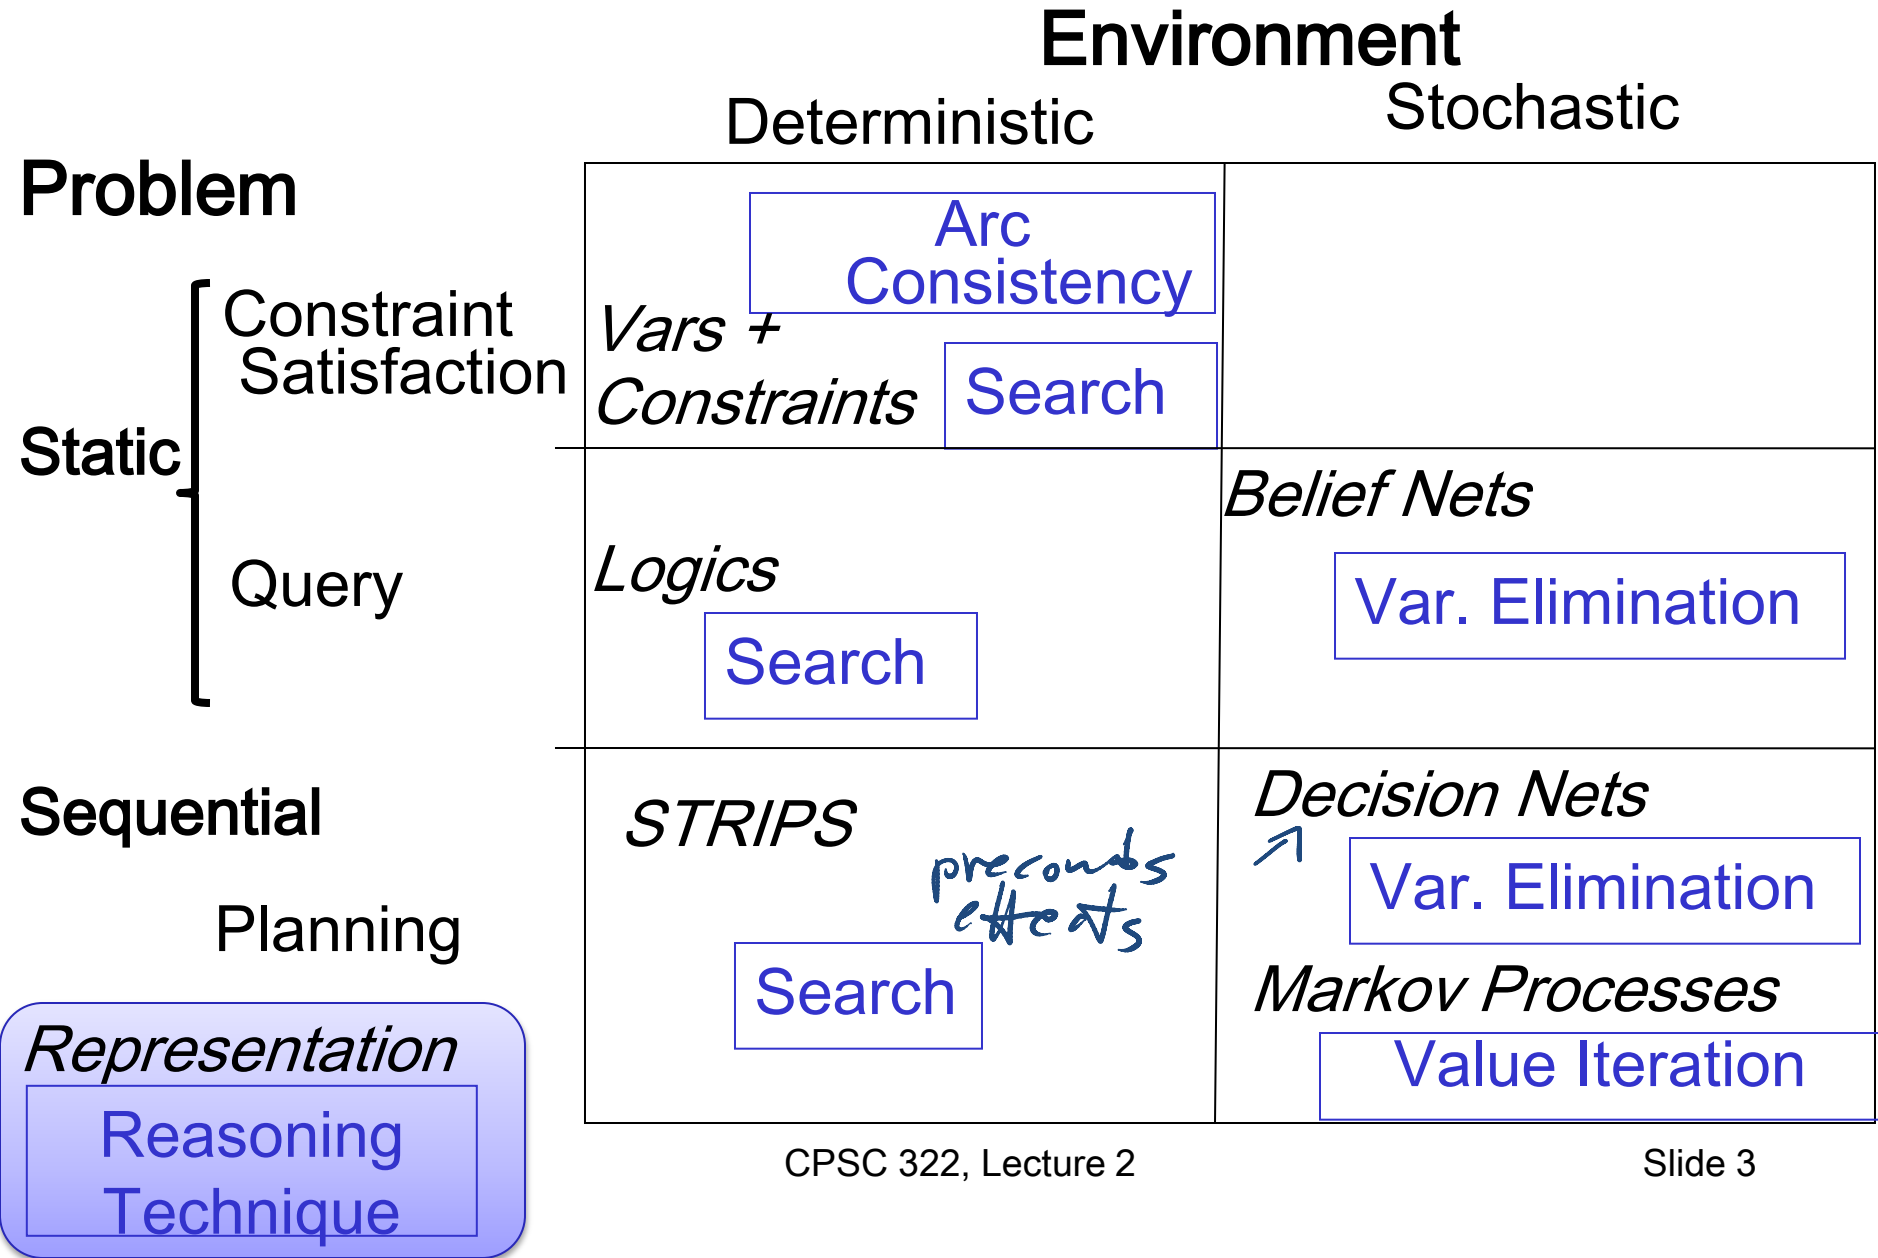 Environment
Deterministic
Stochastic
Problem
Arc
Consistency
Constraint
Satisfaction
Vars +
Constraints
Search
Static
Belief Nets
Query
Logics
Var. Elimination
Search
Sequential
STRIPS
Decision Nets
preconds
effects
Var. Elimination
Planning
Search
Markov Processes
Representation
Value Iteration
Reasoning
Technique
CPSC 322, Lecture 2
Slide 3